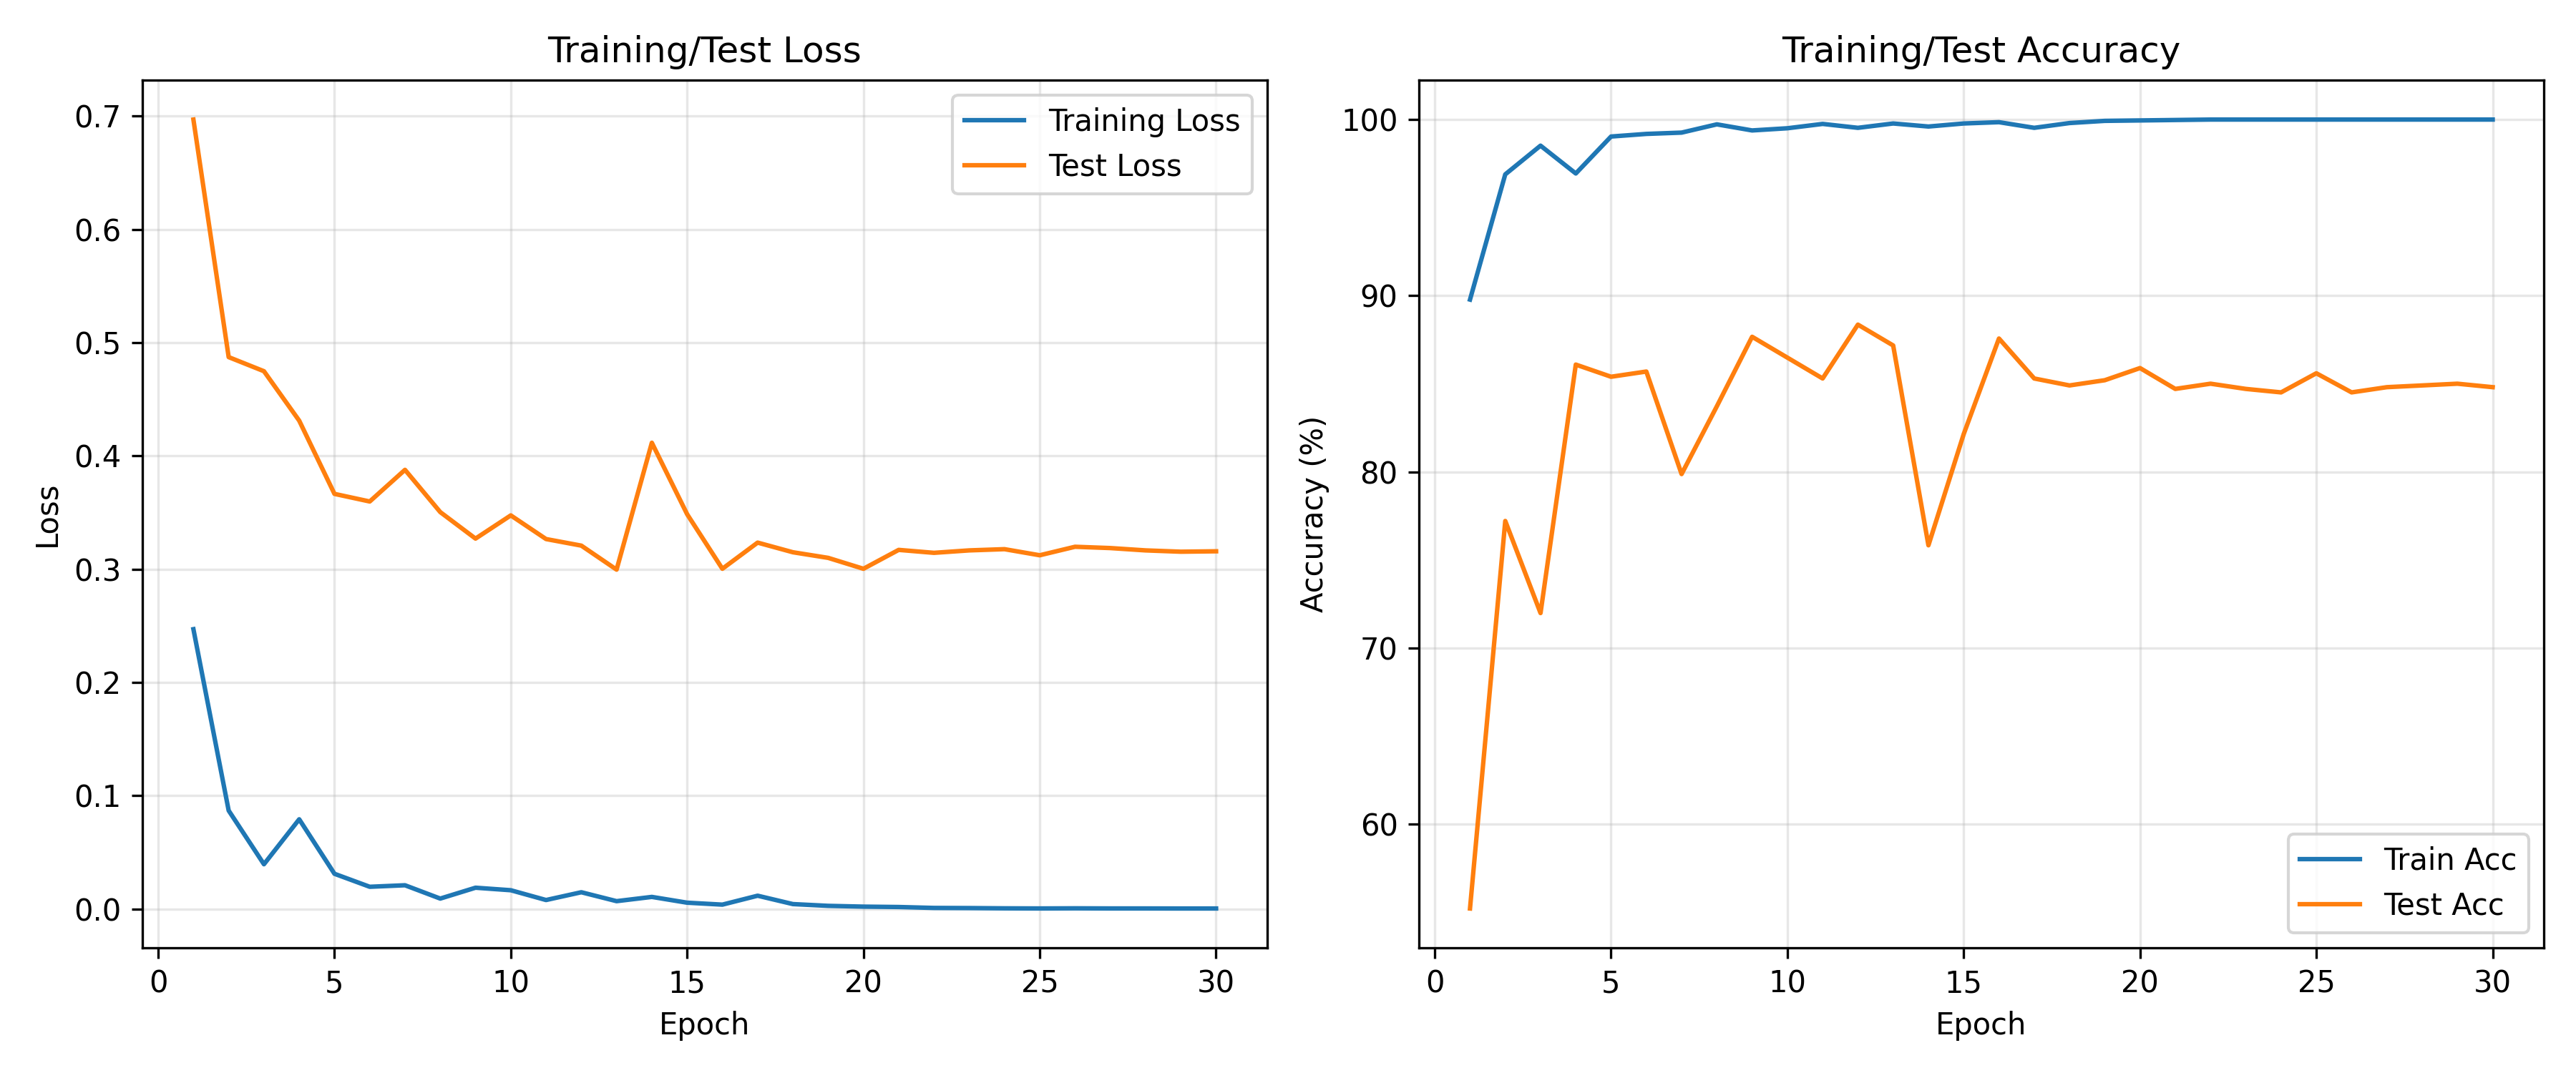 Training/Test Loss
Loss
0.7
0.6
0.5
0.4
0.3
0.2
0.1
0.0
Training Loss
Test Loss
0 5 10 15 20 25 30
Epoch
Training/Test Accuracy
Accuracy (%)
100
90
80
70
60
Train Acc
Test Acc
0 5 10 15 20 25 30
Epoch